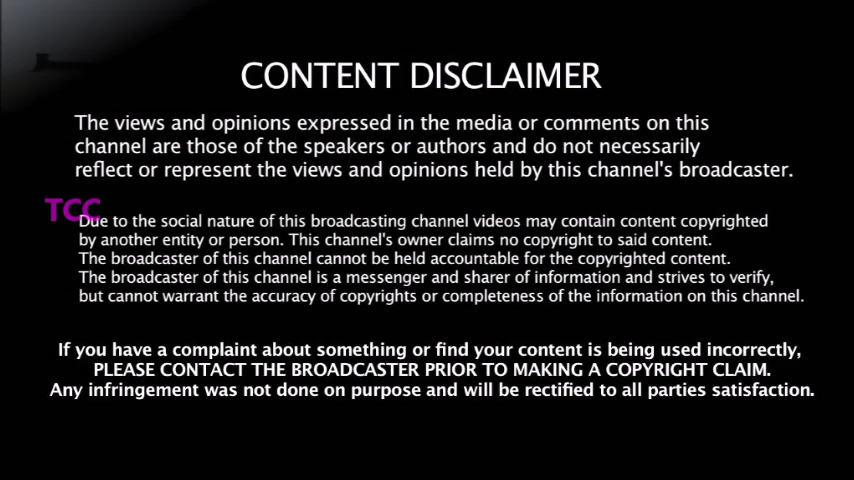 CONTENT DISCLAIMER
The views and opinions expressed in the media or comments on this
channel are those of the speakers or authors and do not necessarily
reflect or represent the views and opinions held by this channel's broadcaster.
TCC
Due to the social nature of this broadcasting channel videos may contain content copyrighted
by another entity or person. This channel's owner claims no copyright to said content.
The broadcaster of this channel cannot be held accountable for the copyrighted content.
The broadcaster of this channel is a messenger and sharer of information and strives to verify,
but cannot warrant the accuracy of copyrights or completeness of the information on this channel.
If you have a complaint about something or find your content is being used incorrectly,
PLEASE CONTACT THE BROADCASTER PRIOR TO MAKING A COPYRIGHT CLAIM.
Any infringement was not done on purpose and will be rectified to all parties satisfaction.